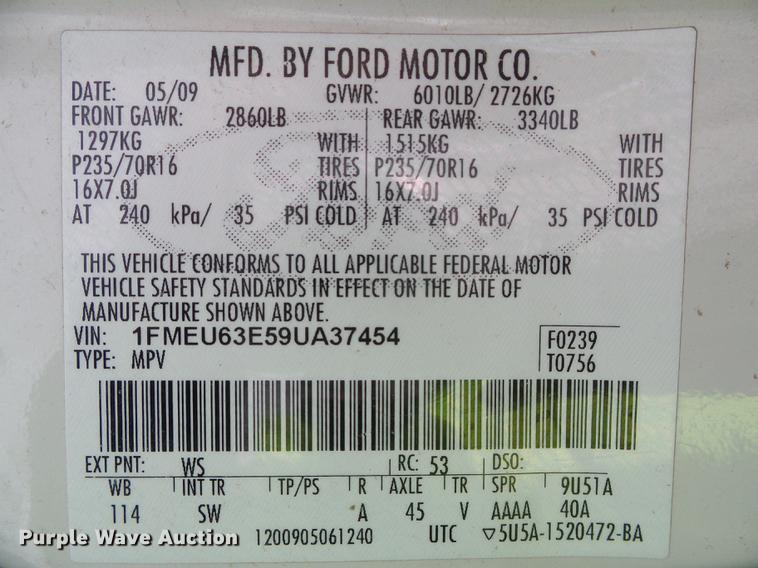 MFD. BY FORD MOTOR CO.
DATE: 05/09 GVWR: 6010LB/ 2726KG
FRONT GAWR: 2860LB REAR GAWR: 3340LB
1297KG WITH 1515KG WITH
P235/70R16 TIRES P235/70R16 TIRES
16X7.0J RIMS 16X7.0J RIMS
AT 240 kPa/ 35 PSI COLD AT 240 kPa/ 35 PSI COLD
THIS VEHICLE CONFORMS TO ALL APPLICABLE FEDERAL MOTOR
VEHICLE SAFETY STANDARDS IN EFFECT ON THE DATE OF
MANUFACTURE SHOWN ABOVE.
VIN: 1FMEU63E59UA37454 F0239
TYPE: MPV T0756
EXT PNT: WS RC: 53 DSO:
WB INT TR TP/PS R AXLE TR SPR 9U51A
114 SW A 45 V AAAA 40A
1200905061240 UTC ▽5U5A-1520472-BA
Purple Wave Auction